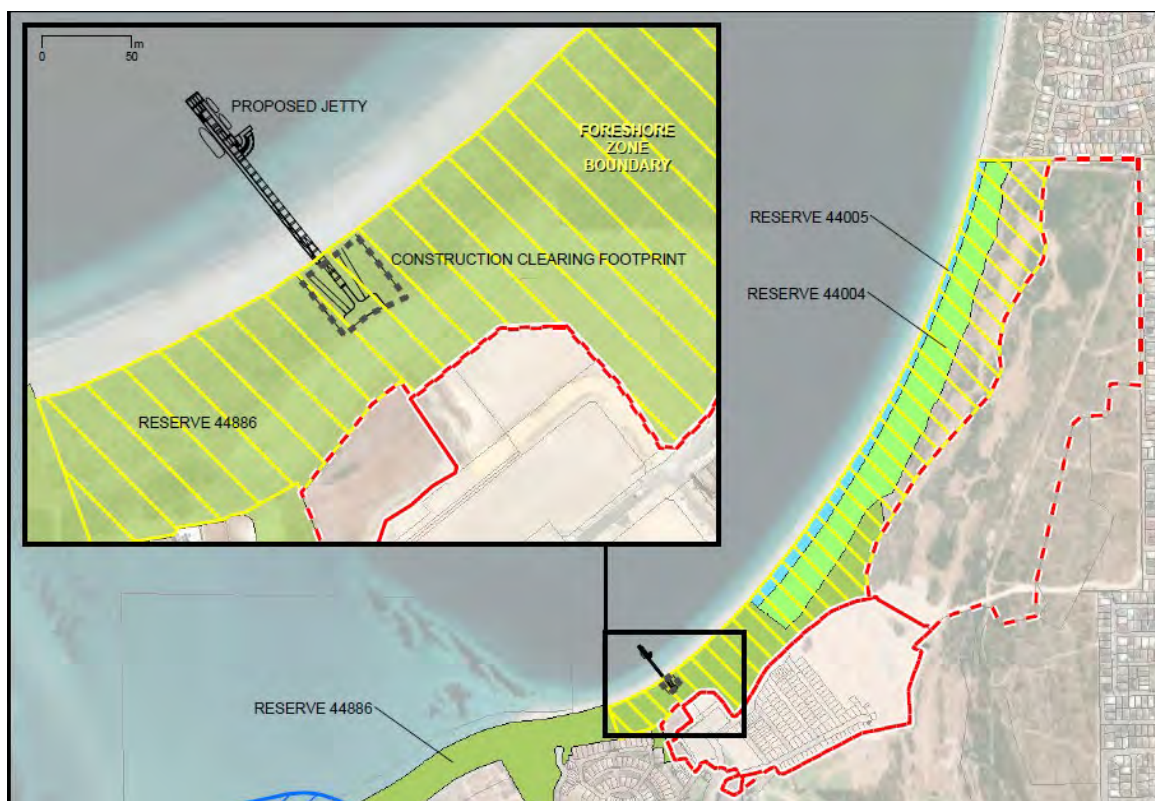 0 50 m
PROPOSED JETTY
FORESHORE
ZONE
BOUNDARY
CONSTRUCTION CLEARING FOOTPRINT
RESERVE 44886
RESERVE 44005
RESERVE 44004
RESERVE 44886